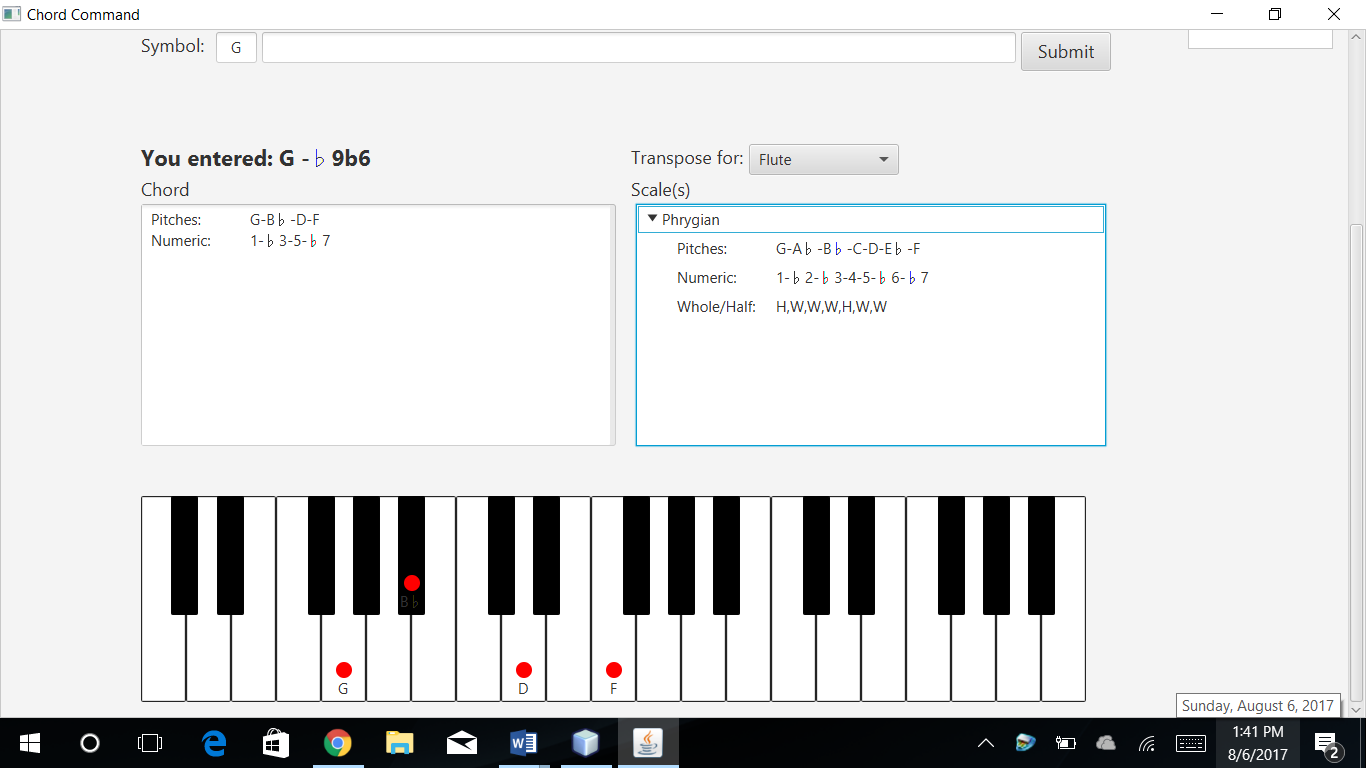 Chord Command
Symbol: G Submit
You entered: G -♭ 9b6
Transpose for: Flute
Chord
Scale(s)
Pitches: G-B♭ -D-F
Numeric: 1-♭ 3-5-♭ 7
Phrygian
Pitches: G-A♭ -B♭ -C-D-E♭ -F
Numeric: 1-♭ 2-♭ 3-4-5-♭ 6-♭ 7
Whole/Half: H,W,W,W,H,W,W
B♭
G D F
Sunday, August 6, 2017
1:41 PM
8/6/2017
2